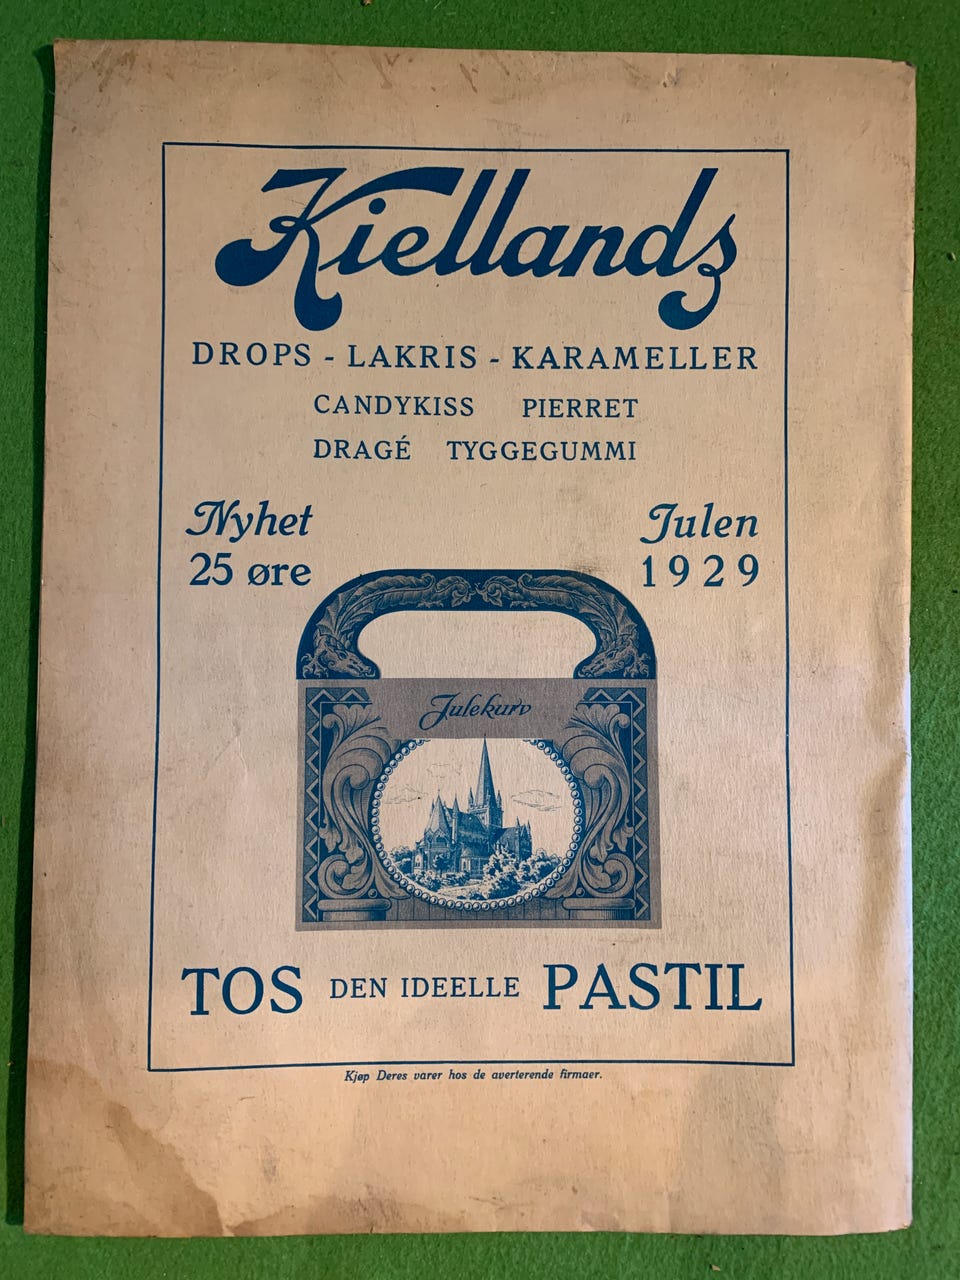 Kiellands
DROPS - LAKRIS - KARAMELLER
CANDYKISS PIERRET
DRAGÉ TYGGEGUMMI
Nyhet Julen
25 øre 1929
Julekurv
TOS DEN IDEELLE PASTIL
Kjøp Deres varer hos de averterende firmaer.